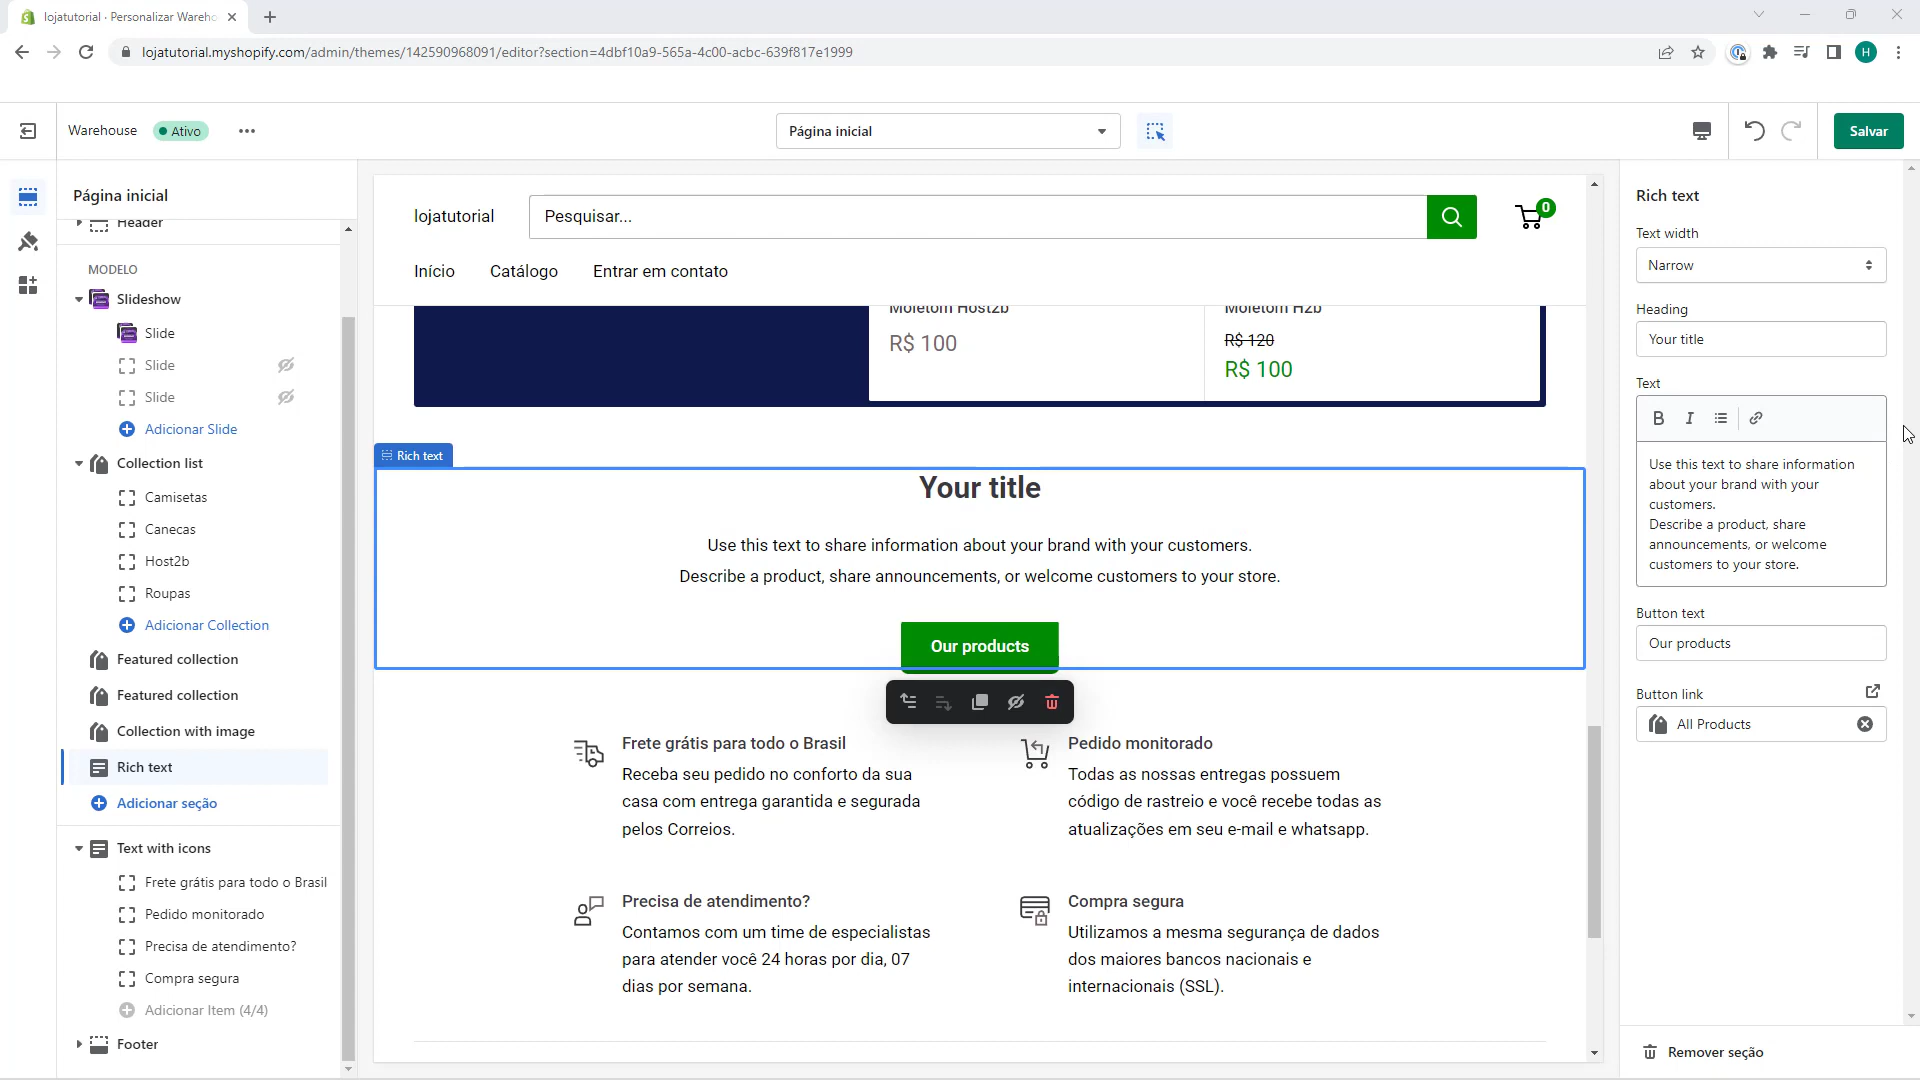 lojatutorial · Personalizar Wareho
lojatutorial.myshopify.com/admin/themes/142590968091/editor?section=4dbf10a9-565a-4c00-acbc-639f817e1999
H
Warehouse
Ativo
Página inicial
Salvar
Página inicial
Header
MODELO
Slideshow
Slide
Slide
Slide
Adicionar Slide
Collection list
Camisetas
Canecas
Host2b
Roupas
Adicionar Collection
Featured collection
Featured collection
Collection with image
Rich text
Adicionar seção
Text with icons
Frete grátis para todo o Brasil
Pedido monitorado
Precisa de atendimento?
Compra segura
Adicionar Item (4/4)
Footer
lojatutorial
Pesquisar...
0
Início
Catálogo
Entrar em contato
Moletom Host2b
R$ 100
Moletom H2b
R$ 120
R$ 100
Rich text
Your title
Use this text to share information about your brand with your customers.
Describe a product, share announcements, or welcome customers to your store.
Our products
Frete grátis para todo o Brasil
Receba seu pedido no conforto da sua
casa com entrega garantida e segurada
pelos Correios.
Pedido monitorado
Todas as nossas entregas possuem
código de rastreio e você recebe todas as
atualizações em seu e-mail e whatsapp.
Precisa de atendimento?
Contamos com um time de especialistas
para atender você 24 horas por dia, 07
dias por semana.
Compra segura
Utilizamos a mesma segurança de dados
dos maiores bancos nacionais e
internacionais (SSL).
Rich text
Text width
Narrow
Heading
Your title
Text
B I
Use this text to share information
about your brand with your
customers.
Describe a product, share
announcements, or welcome
customers to your store.
Button text
Our products
Button link
All Products
Remover seção